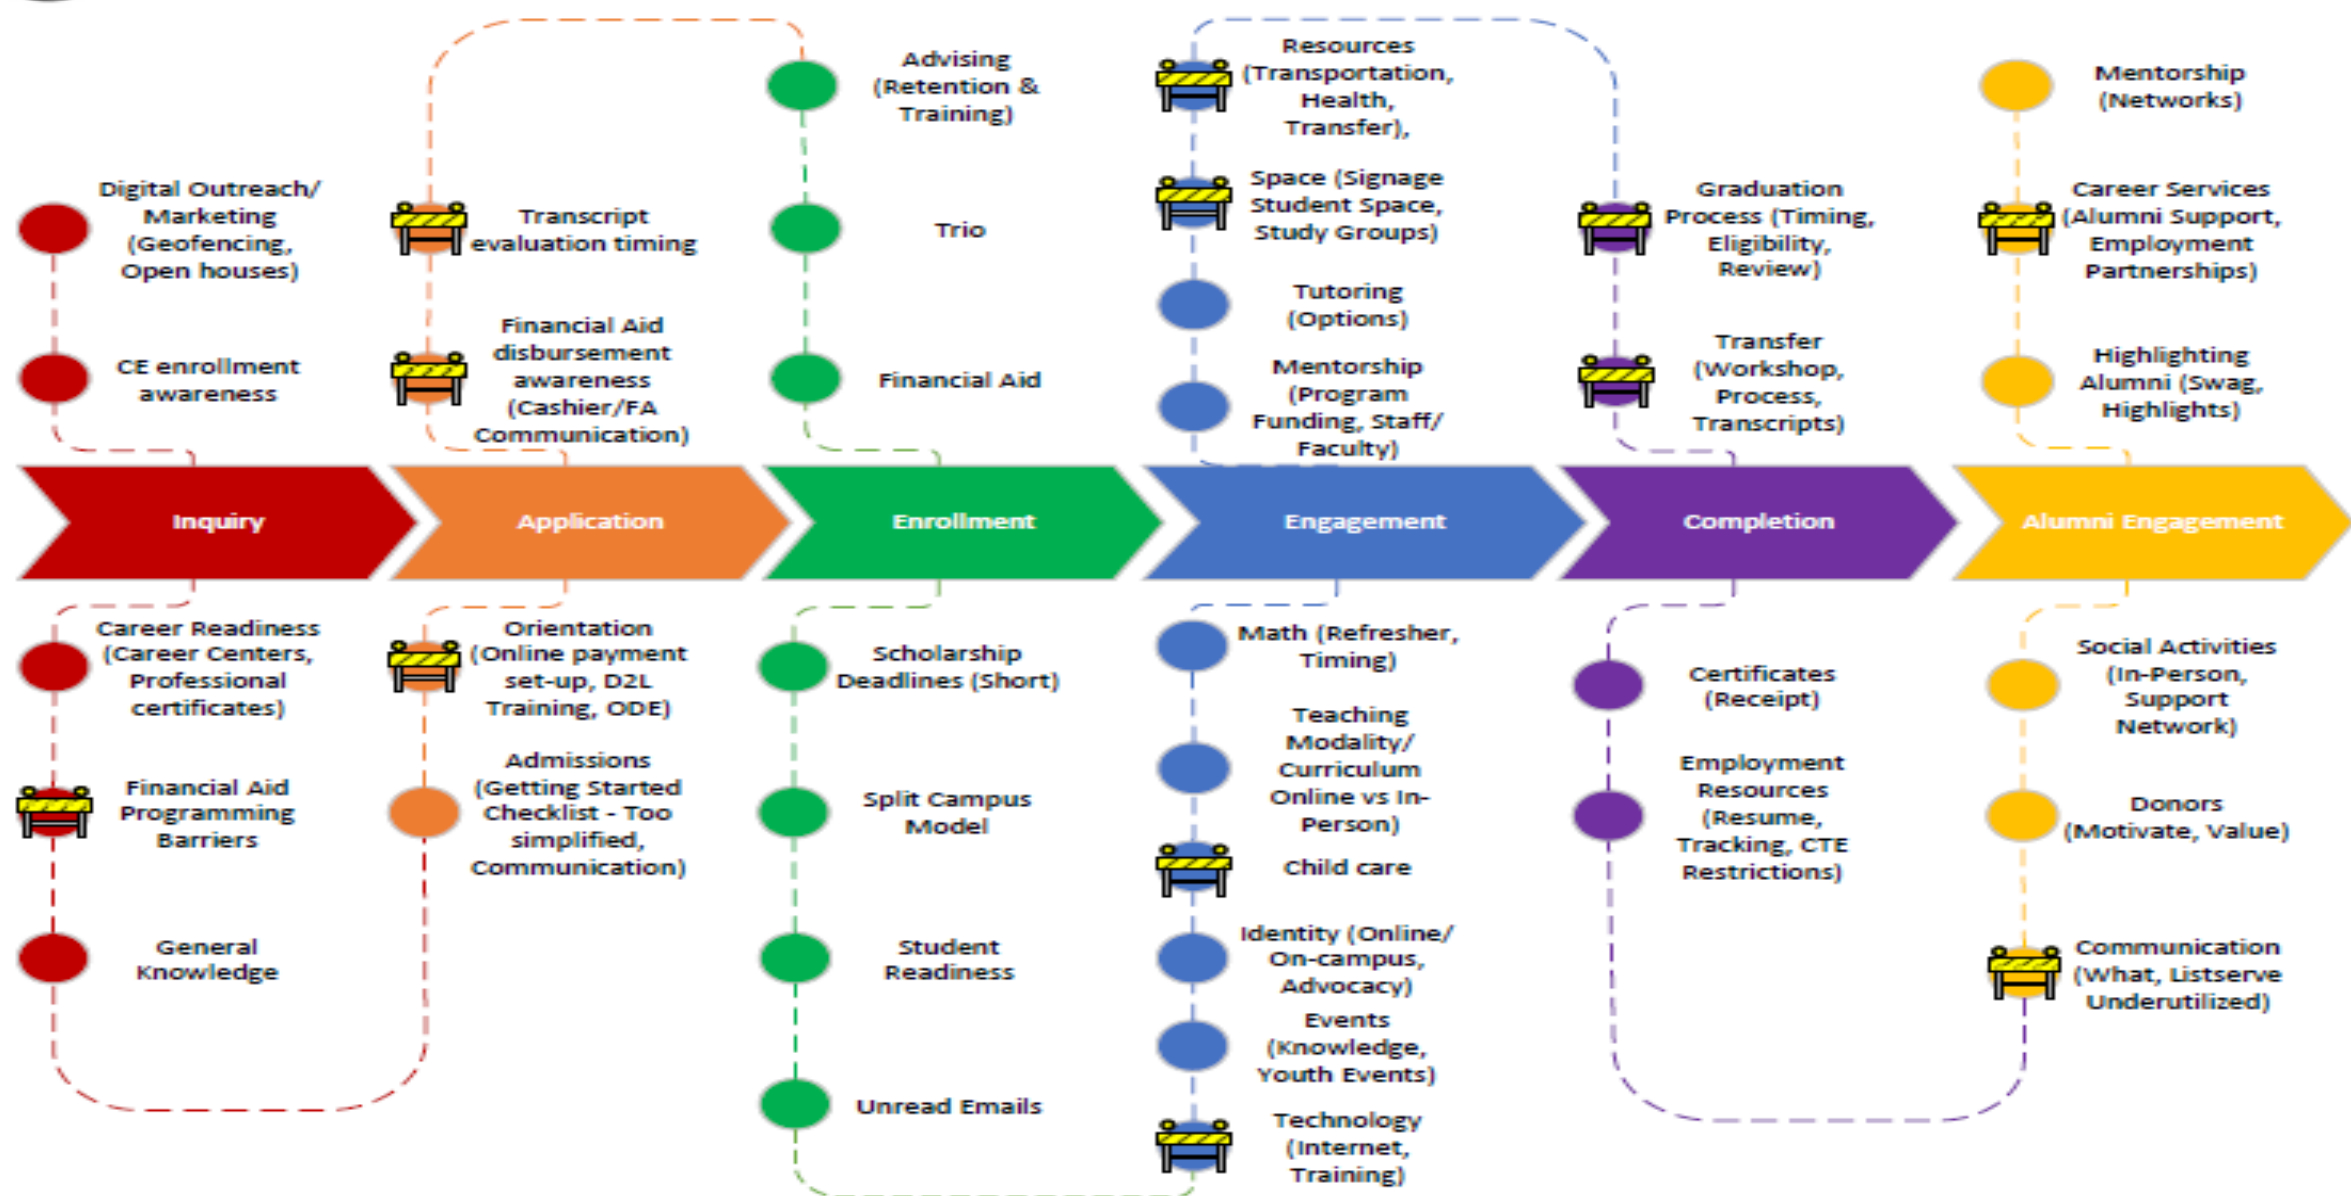 Digital Outreach/
Marketing
(Geofencing,
Open houses)
CE enrollment
awareness
Transcript
evaluation timing
Financial Aid
disbursement
awareness
(Cashier/FA
Communication)
Advising
(Retention &
Training)
Trio
Financial Aid
Resources
(Transportation,
Health,
Transfer),
Space (Signage
Student Space,
Study Groups)
Tutoring
(Options)
Mentorship
(Program
Funding, Staff/
Faculty)
Graduation
Process (Timing,
Eligibility,
Review)
Transfer
(Workshop,
Process,
Transcripts)
Mentorship
(Networks)
Career Services
(Alumni Support,
Employment
Partnerships)
Highlighting
Alumni (Swag,
Highlights)
Inquiry
Application
Enrollment
Engagement
Completion
Alumni Engagement
Career Readiness
(Career Centers,
Professional
certificates)
Financial Aid
Programming
Barriers
General
Knowledge
Orientation
(Online payment
set-up, D2L
Training, ODE)
Admissions
(Getting Started
Checklist - Too
simplified,
Communication)
Scholarship
Deadlines (Short)
Split Campus
Model
Student
Readiness
Unread Emails
Math (Refresher,
Timing)
Teaching
Modality/
Curriculum
Online vs In-
Person)
Child care
Identity (Online/
On-campus,
Advocacy)
Events
(Knowledge,
Youth Events)
Technology
(Internet,
Training)
Certificates
(Receipt)
Employment
Resources
(Resume,
Tracking, CTE
Restrictions)
Social Activities
(In-Person,
Support
Network)
Donors
(Motivate, Value)
Communication
(What, Listserve
Underutilized)